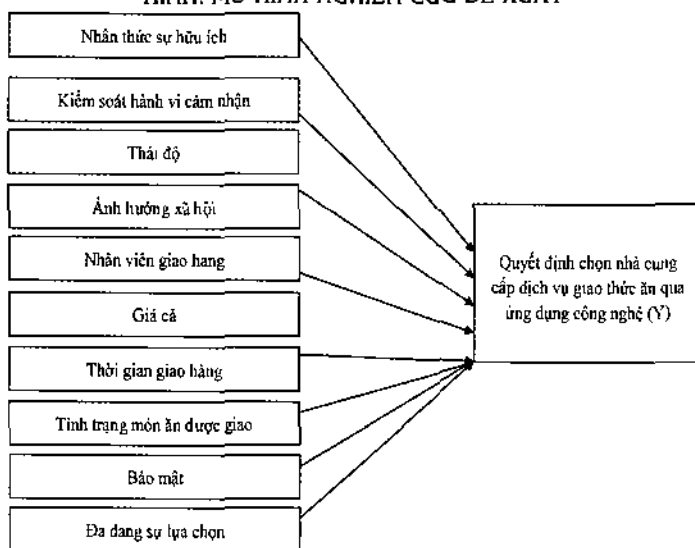 Nhân thức sự hữu ích
Kiểm soát hành vi cảm nhận
Thái độ
Ảnh hưởng xã hội
Nhân viên giao hang
Giá cả
Thời gian giao hàng
Tình trạng món ăn được giao
Bảo mật
Đa dang sự lựa chọn
Quyết định chọn nhà cung
cấp dịch vụ giao thức ăn qua
ứng dụng công nghệ (Y)